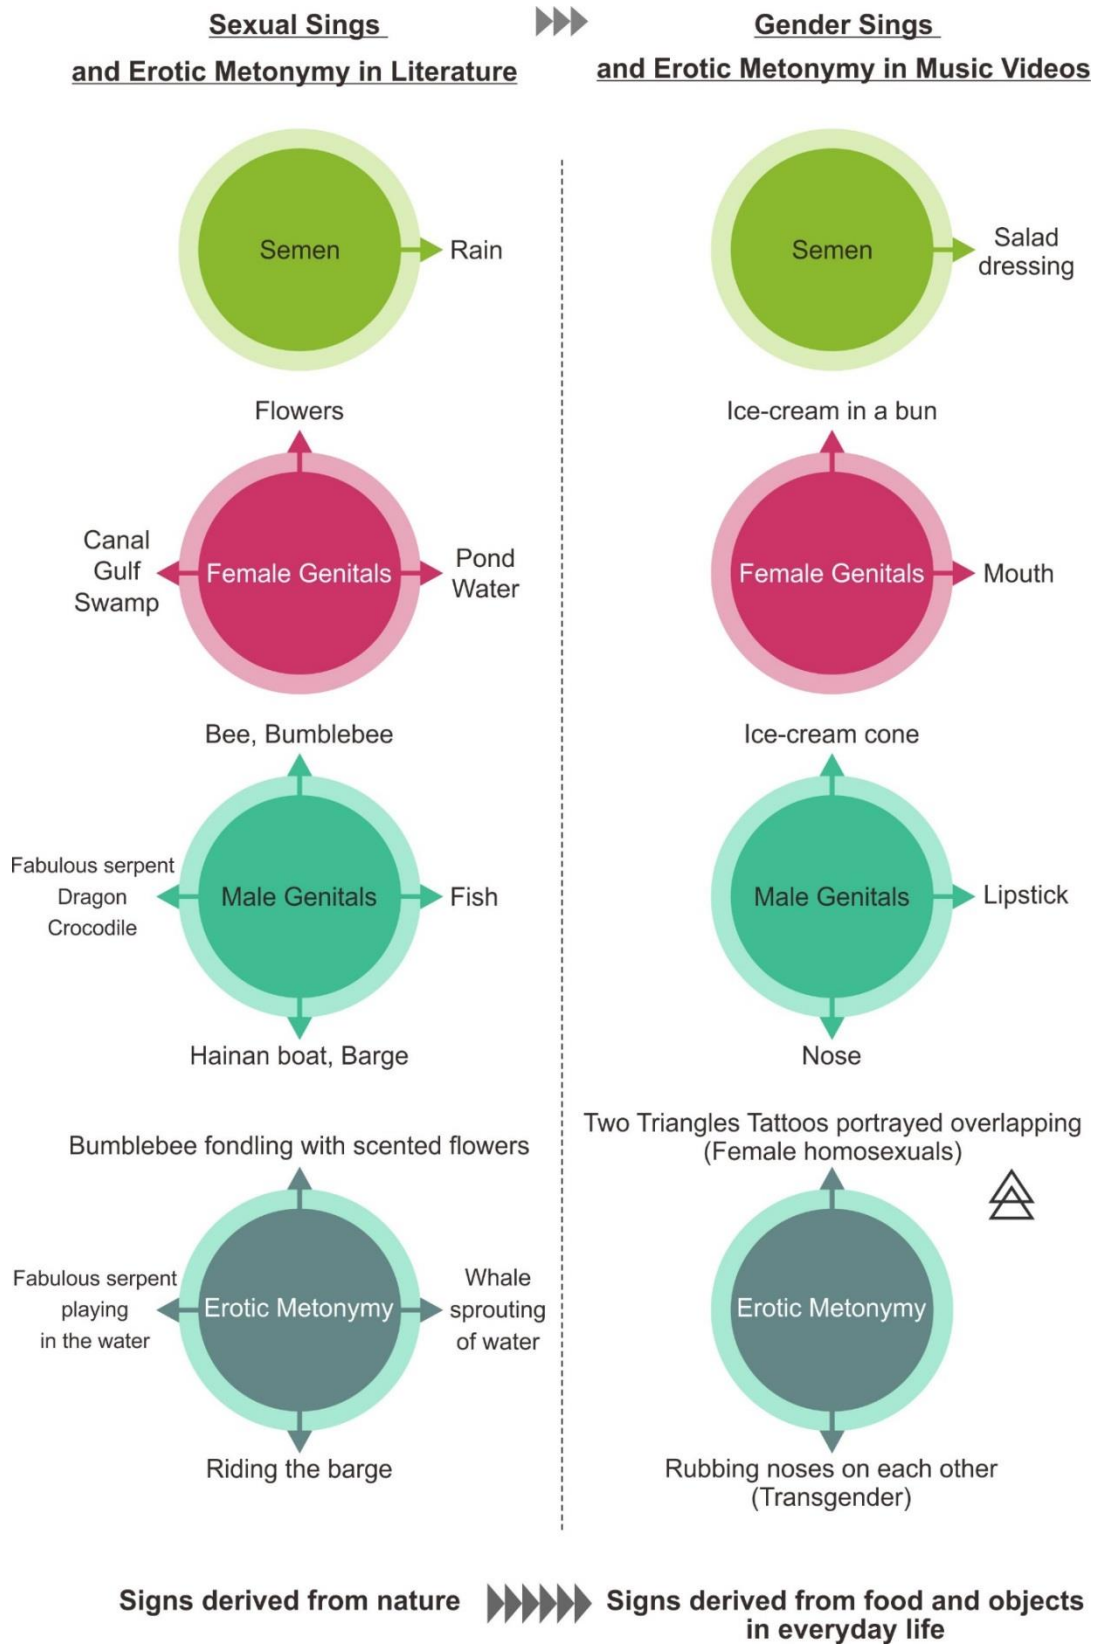 Sexual Sings
and Erotic Metonymy in Literature
Gender Sings
and Erotic Metonymy in Music Videos
Semen
Rain
Semen
Salad
dressing
Flowers
Canal
Gulf
Swamp
Female Genitals
Pond
Water
Ice-cream in a bun
Female Genitals
Mouth
Bee, Bumblebee
Fabulous serpent
Dragon
Crocodile
Male Genitals
Fish
Hainan boat, Barge
Ice-cream cone
Male Genitals
Lipstick
Nose
Bumblebee fondling with scented flowers
Fabulous serpent
playing
in the water
Erotic Metonymy
Whale
sprouting
of water
Riding the barge
Two Triangles Tattoos portrayed overlapping
(Female homosexuals)
Erotic Metonymy
Rubbing noses on each other
(Transgender)
Signs derived from nature
Signs derived from food and objects
in everyday life